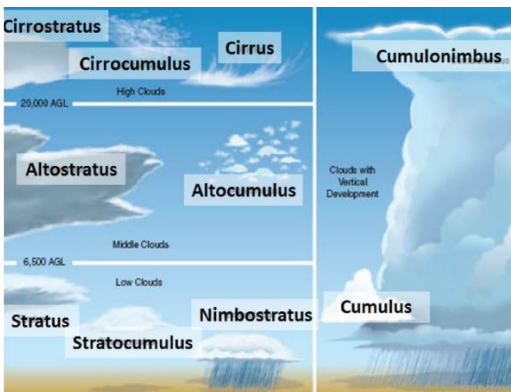 Cirrostratus
Cirrocumulus
Cirrus
High Clouds
20,000 AGL
Altostratus
Altocumulus
Middle Clouds
6,500 AGL
Low Clouds
Stratus
Stratocumulus
Nimbostratus
Cumulonimbus
Clouds with
Vertical
Development
Cumulus